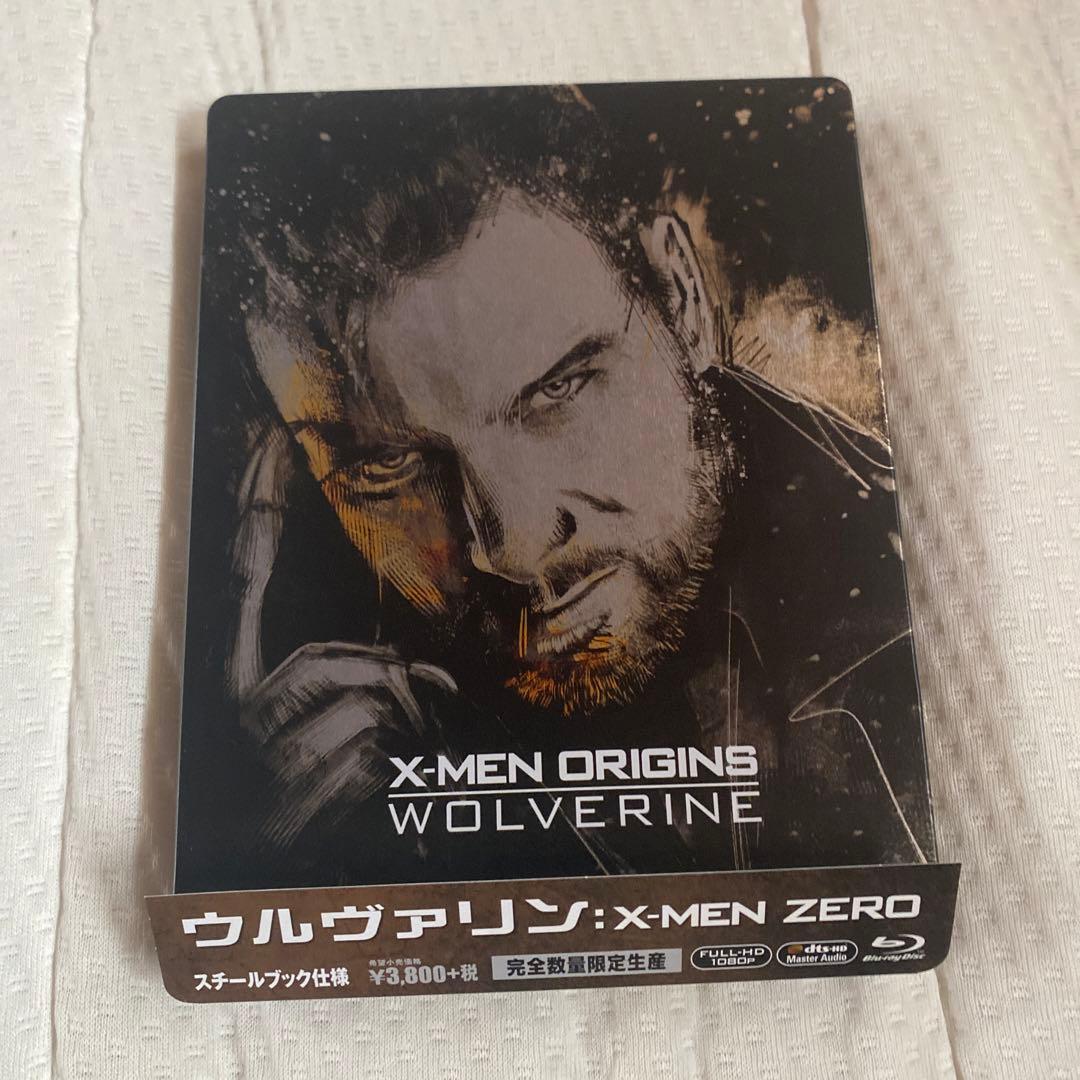 X-MEN ORIGINS
WOLVERINE
ウルヴァリン:X-MEN ZERO
スチールブック仕様
希望小売価格
¥3,800+税
完全数量限定生産
FULL-HD
1080P
dts-HD
Master Audio
Blu-ray Disc